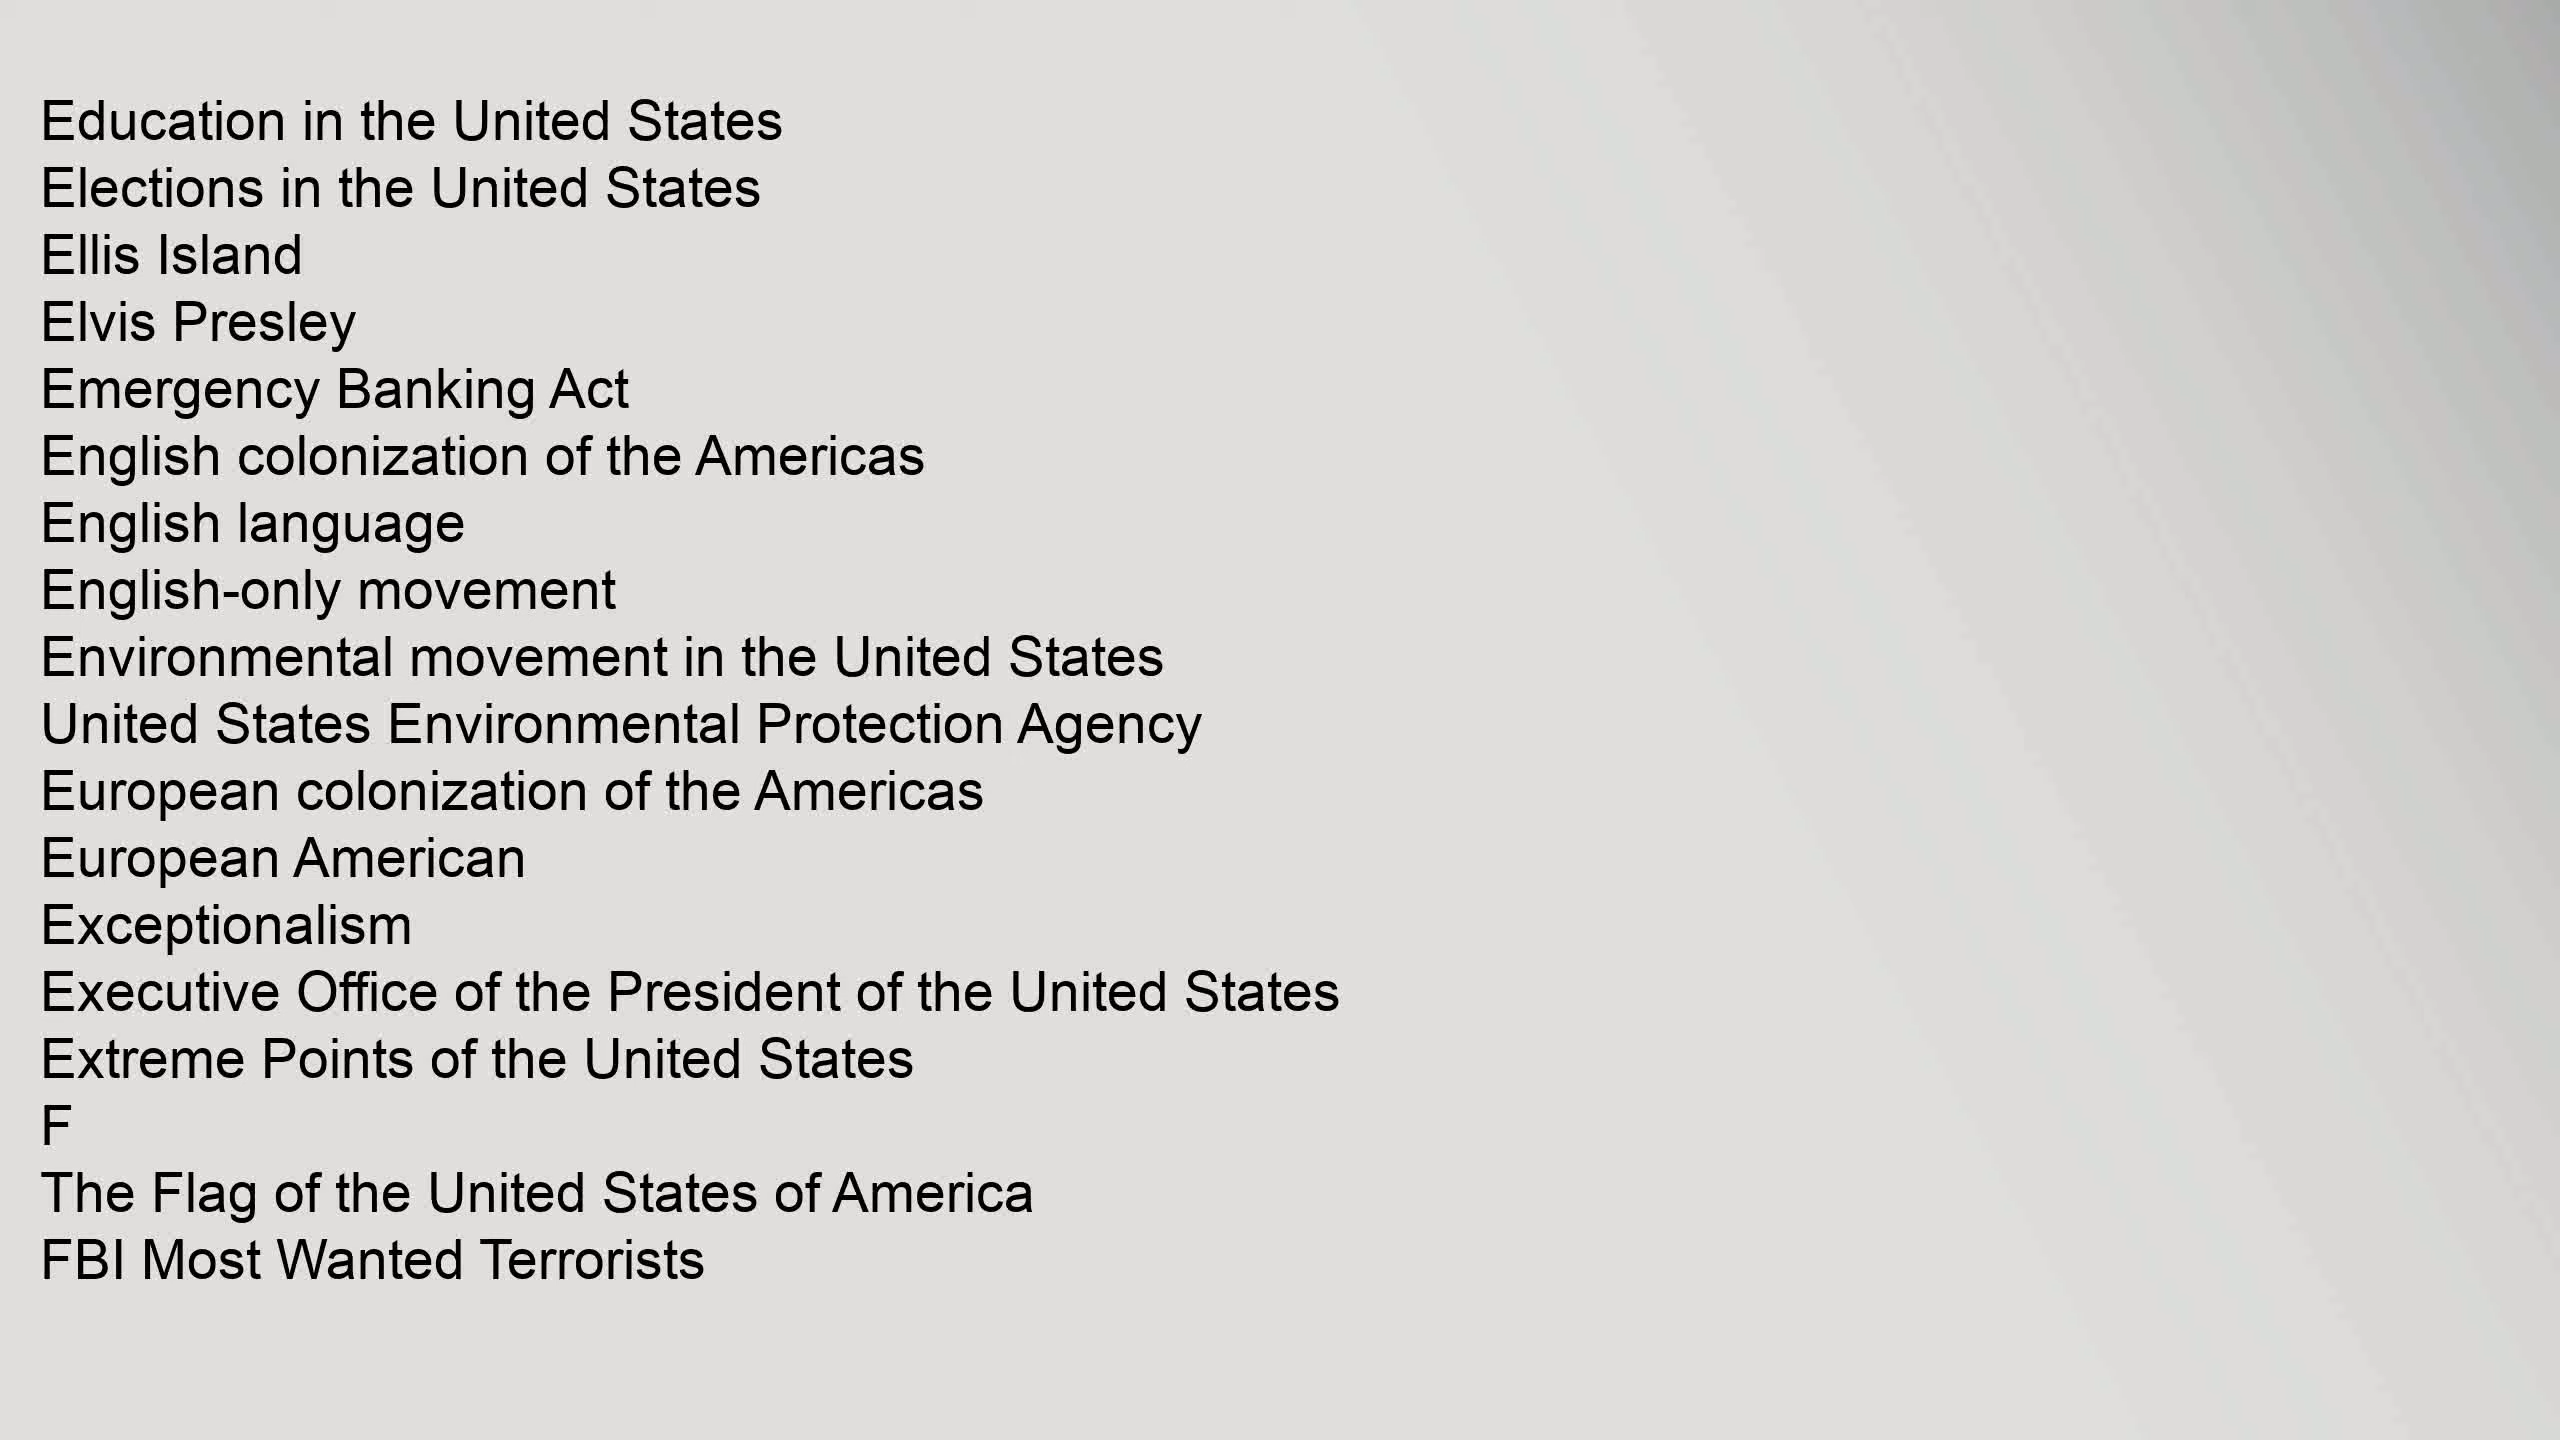 Education in the United States
Elections in the United States
Ellis Island
Elvis Presley
Emergency Banking Act
English colonization of the Americas
English language
English-only movement
Environmental movement in the United States
United States Environmental Protection Agency
European colonization of the Americas
European American
Exceptionalism
Executive Office of the President of the United States
Extreme Points of the United States
F
The Flag of the United States of America
FBI Most Wanted Terrorists